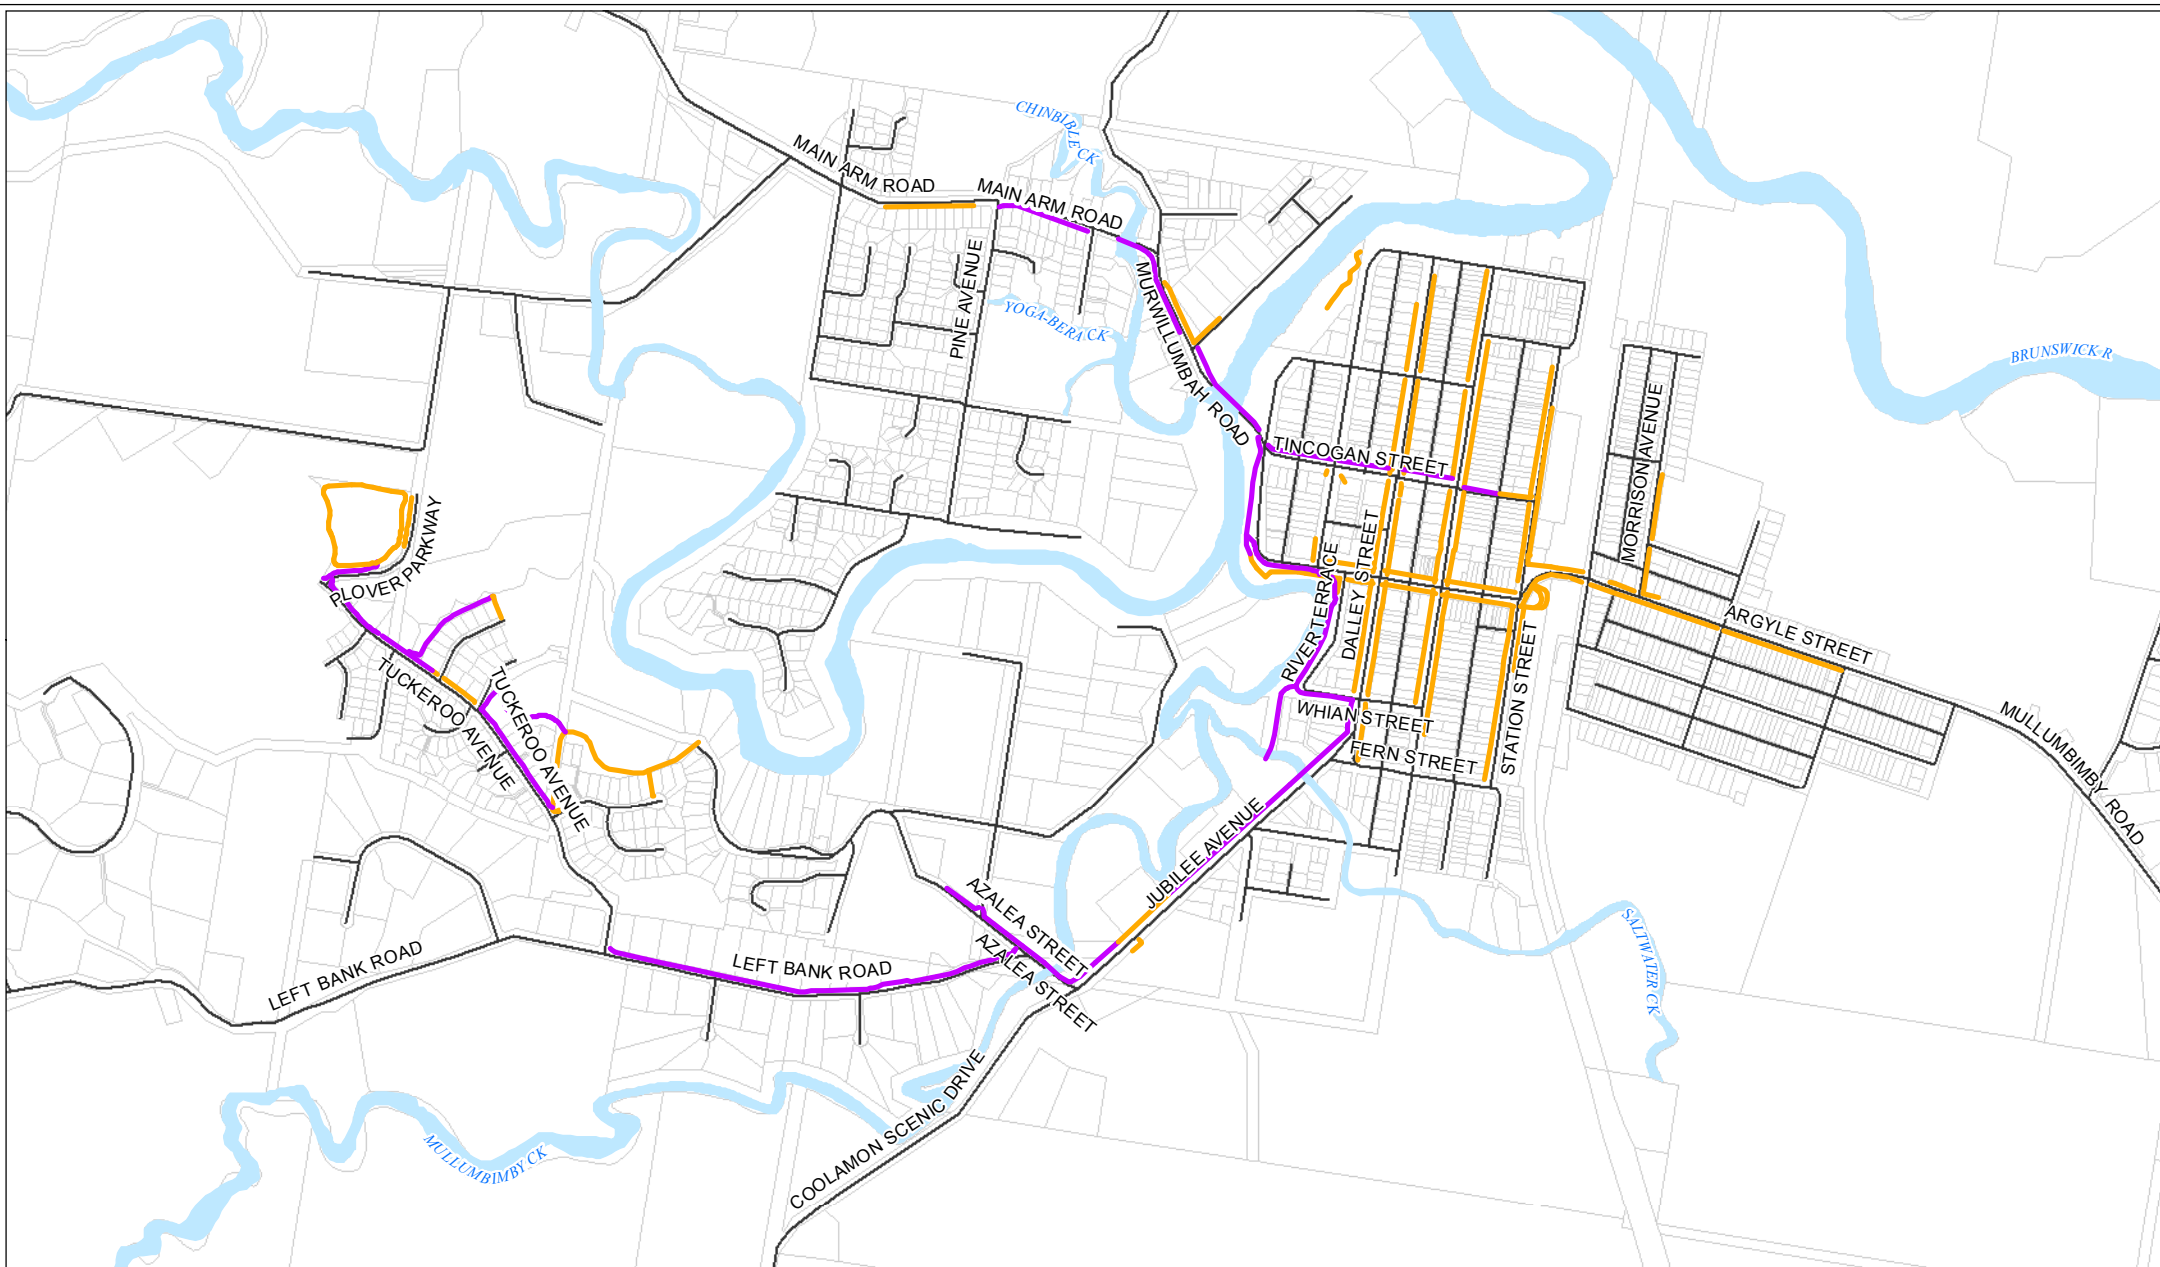 CHINBIBLE CK
MAIN ARM ROAD
MAIN ARM ROAD
PINE AVENUE
YOGA-BERA CK
MURWILLUMBAH ROAD
BRUNSWICK R
TINCOGAN STREET
MORRISON AVENUE
PLOVER PARKWAY
DALLEY STREET
RIVER TERRACE
ARGYLE STREET
TUCKEROO AVENUE
TUCKEROO AVENUE
WHIAN STREET
FERN STREET
STATION STREET
MULLUMBIMBY ROAD
JUBILEE AVENUE
AZALEA STREET
AZALEA STREET
LEFT BANK ROAD
LEFT BANK ROAD
SALTWATER CK
COOLAMON SCENIC DRIVE
MULLUMBIMBY CK